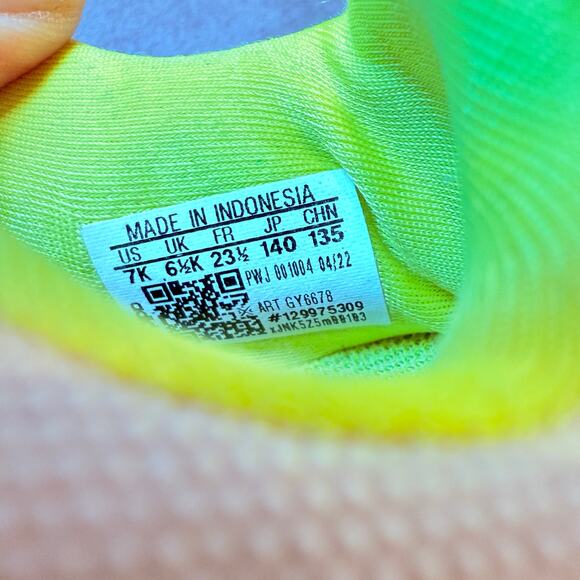 MADE IN INDONESIA
US UK FR JP CHN
7K 6½K 23½ 140 135
PWJ 001004 04/22
ART GY6678
#129975309